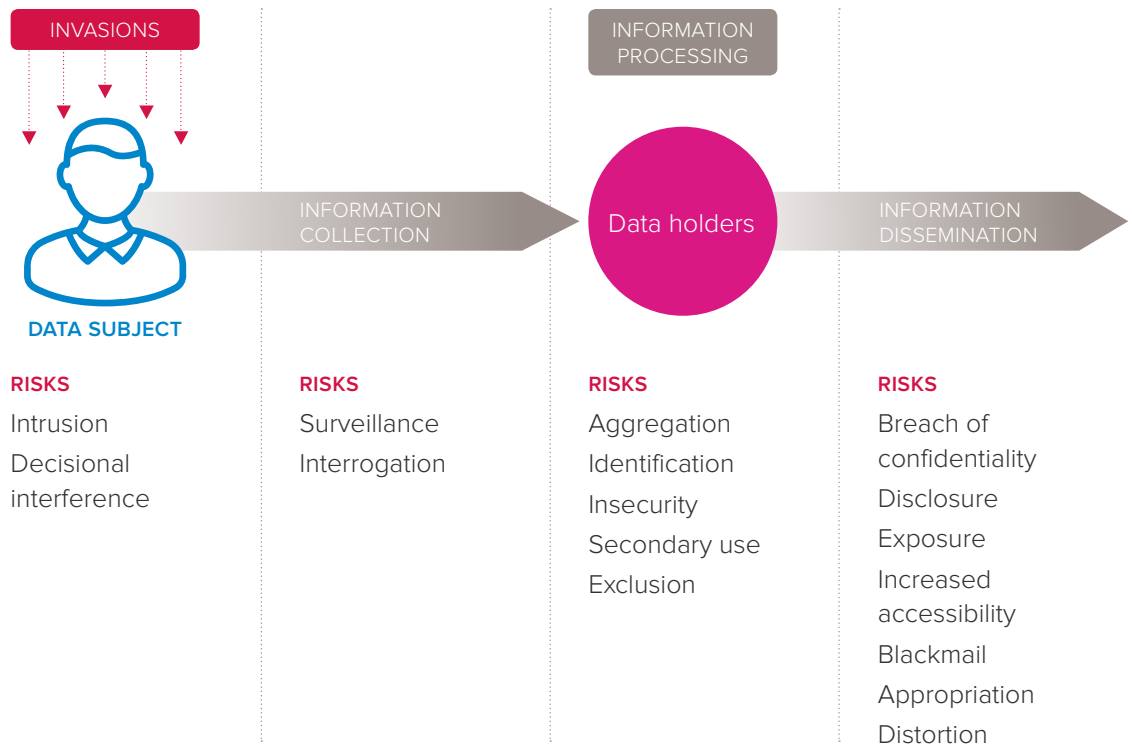 INVASIONS
INFORMATION
PROCESSING
INFORMATION
COLLECTION
Data holders
INFORMATION
DISSEMINATION
DATA SUBJECT
RISKS
Intrusion
Decisional
interference
RISKS
Surveillance
Interrogation
RISKS
Aggregation
Identification
Insecurity
Secondary use
Exclusion
RISKS
Breach of
confidentiality
Disclosure
Exposure
Increased
accessibility
Blackmail
Appropriation
Distortion